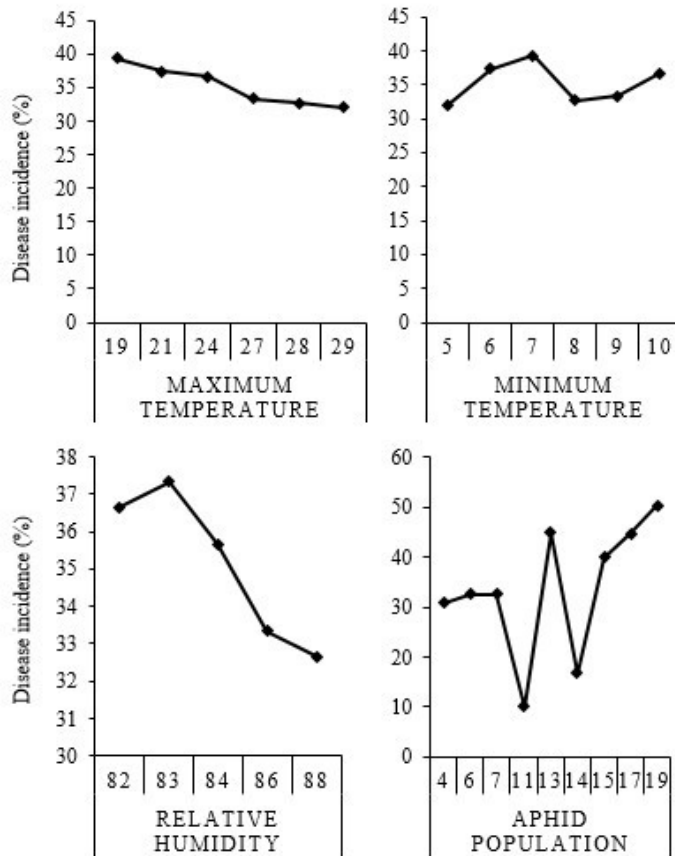 Disease incidence (%)
45
40
35
30
25
20
15
10
5
0
19 21 24 27 28 29
MAXIMUM
TEMPERATURE
45
40
35
30
25
20
15
10
5
0
5 6 7 8 9 10
MINIMUM
TEMPERATURE
Disease incidence (%)
38
37
36
35
34
33
32
31
30
82 83 84 86 88
RELATIVE
HUMIDITY
60
50
40
30
20
10
0
4 6 7 11 13 14 15 17 19
APHID
POPULATION